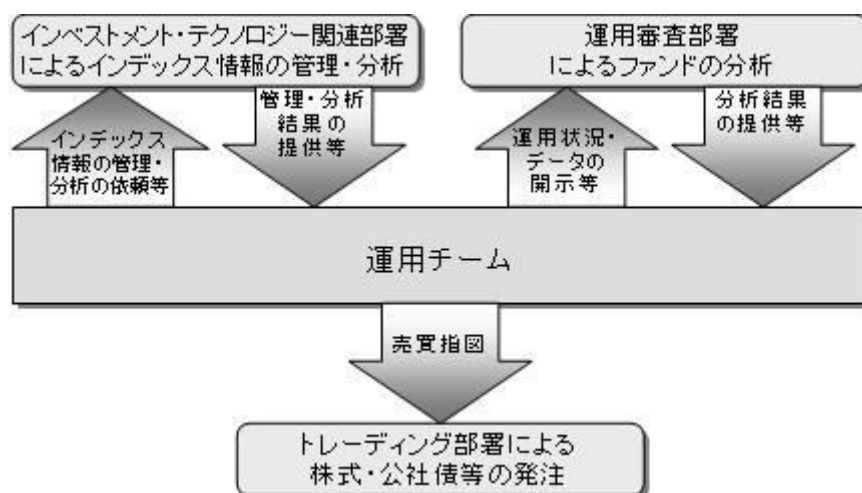 インベストメント・テクノロジー関連部署
によるインデックス情報の管理・分析
運用審査部署
によるファンドの分析
インデックス
情報の管理・
分析の依頼等
管理・分析
結果の
提供等
運用状況・
データの
開示等
分析結果
の提供等
運用チーム
売買指図
トレーディング部署による
株式・公社債等の発注